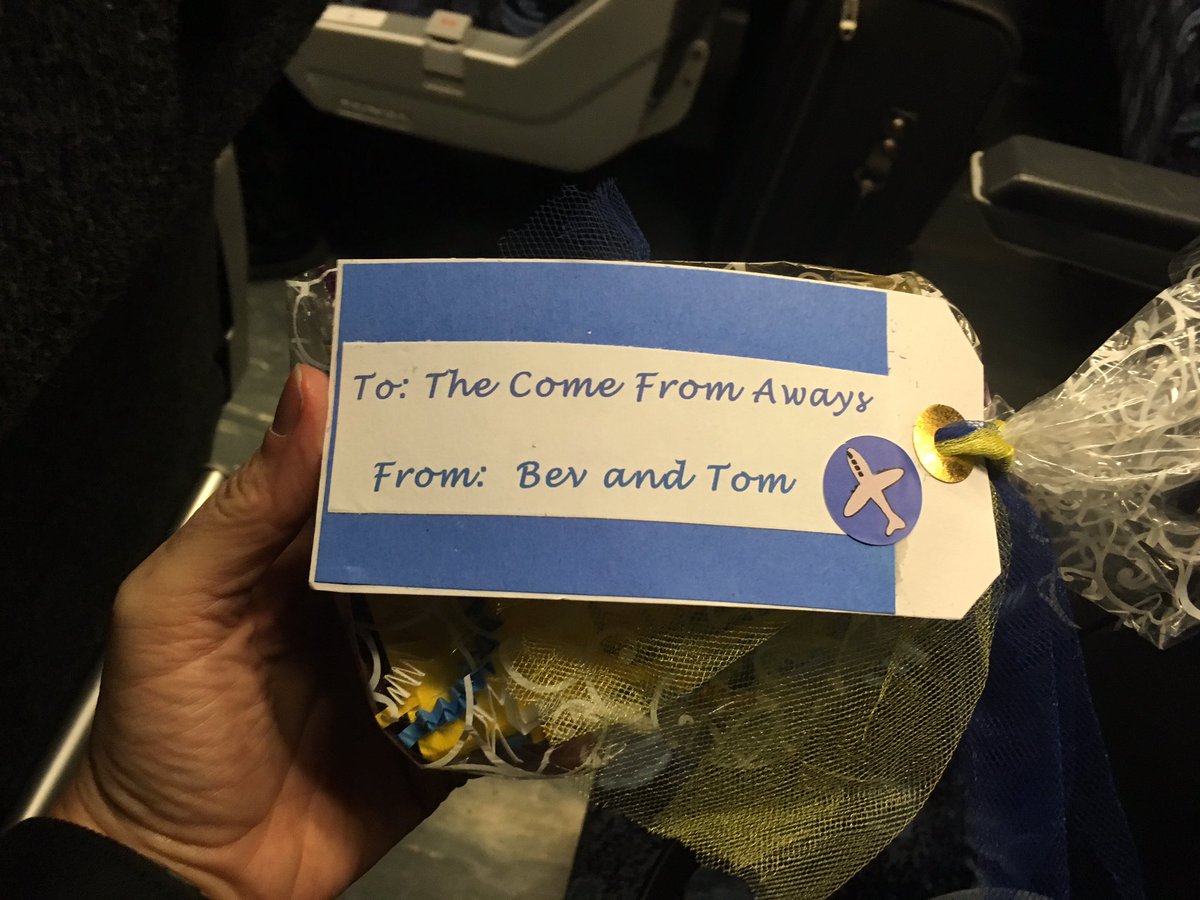 To: The Come From Aways
From: Bev and Tom